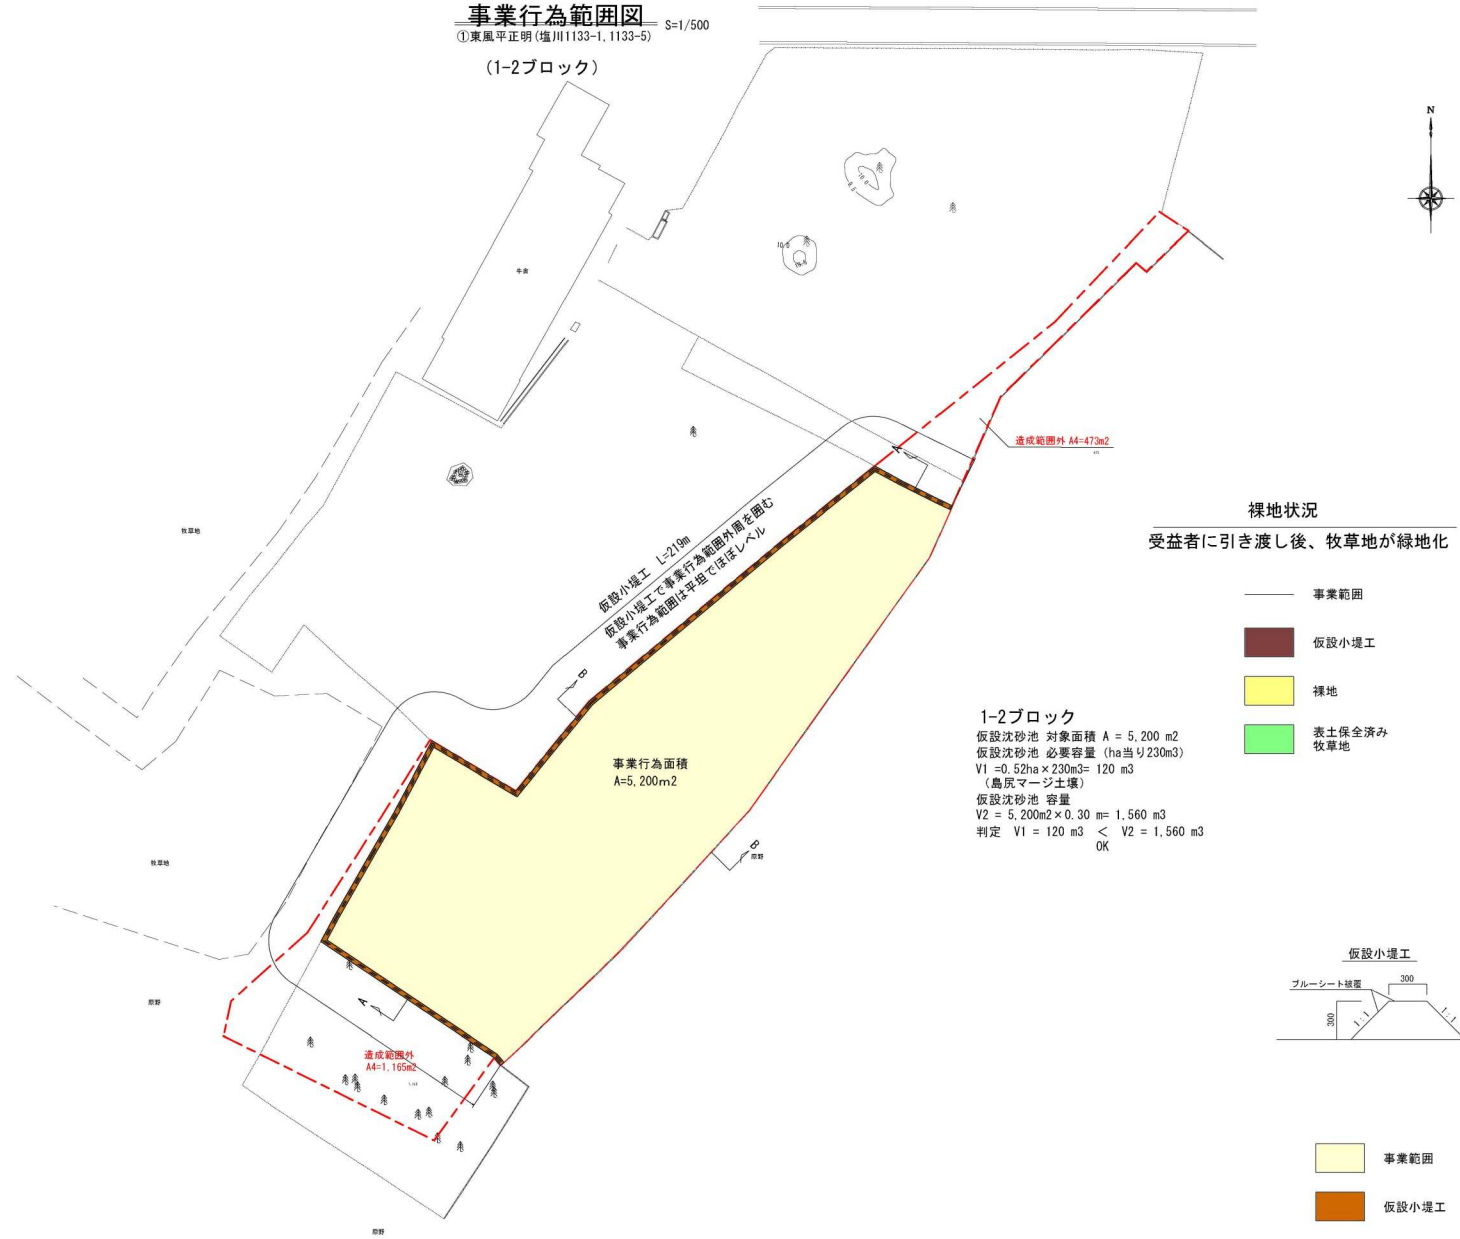 事業行為範囲図 S=1/500
①東風平正明(塩川1133-1,1133-5)
(1-2ブロック)
N
8.5
10.0
牛舎
造成範囲外 A4=473m2
A
牧草地
仮設小堤工 L=219m
仮設小堤工で事業行為範囲外周を囲む
事業行為範囲は平坦でほぼレベル
B
事業行為面積
A=5,200m2
牧草地
原野
B
原野
A
造成範囲外
A4=1,165m2
原野
裸地状況
受益者に引き渡し後、牧草地が緑地化
事業範囲
仮設小堤工
裸地
表土保全済み
牧草地
1-2ブロック
仮設沈砂池 対象面積 A = 5,200 m2
仮設沈砂池 必要容量 (ha当り230m3)
V1 =0.52ha×230m3= 120 m3
(島尻マージ土壌)
仮設沈砂池 容量
V2 = 5,200m2×0.30 m= 1,560 m3
判定 V1 = 120 m3 < V2 = 1,560 m3
OK
仮設小堤工
ブルーシート被覆
300
300
1:1
1:1
事業範囲
仮設小堤工